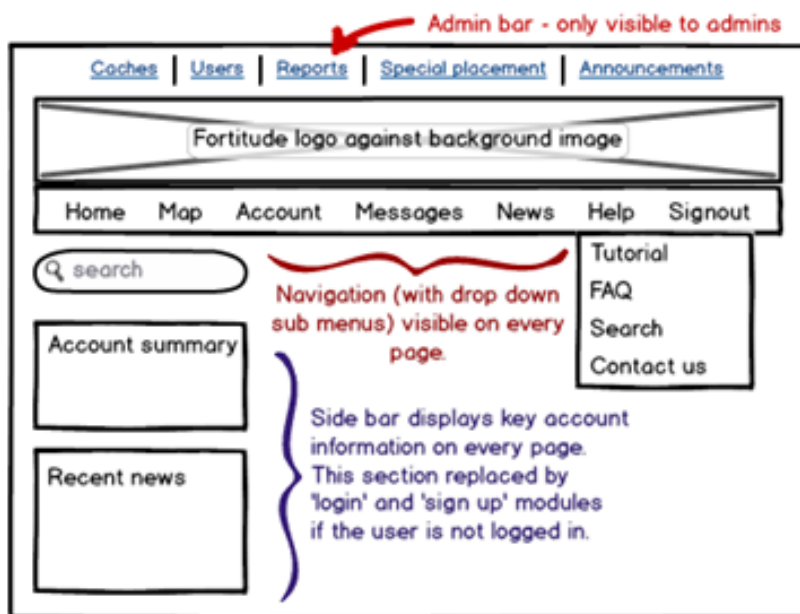 Admin bar - only visible to admins
Caches Users Reports Special placement Announcements
Fortitude logo against background image
Home Map Account Messages News Help Signout
search
Navigation (with drop down
sub menus) visible on every
page.
Tutorial
FAQ
Search
Contact us
Account summary
Recent news
Side bar displays key account
information on every page.
This section replaced by
'login' and 'sign up' modules
if the user is not logged in.